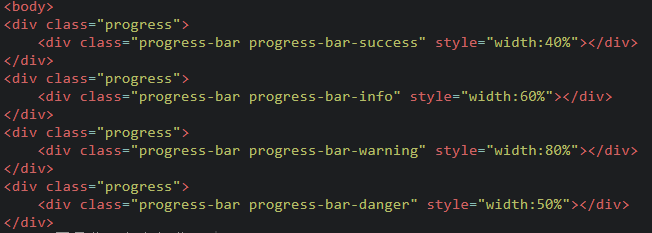 <body>
<div class="progress">
    <div class="progress-bar progress-bar-success" style="width:40%"></div>
</div>
<div class="progress">
    <div class="progress-bar progress-bar-info" style="width:60%"></div>
</div>
<div class="progress">
    <div class="progress-bar progress-bar-warning" style="width:80%"></div>
</div>
<div class="progress">
    <div class="progress-bar progress-bar-danger" style="width:50%"></div>
</div>